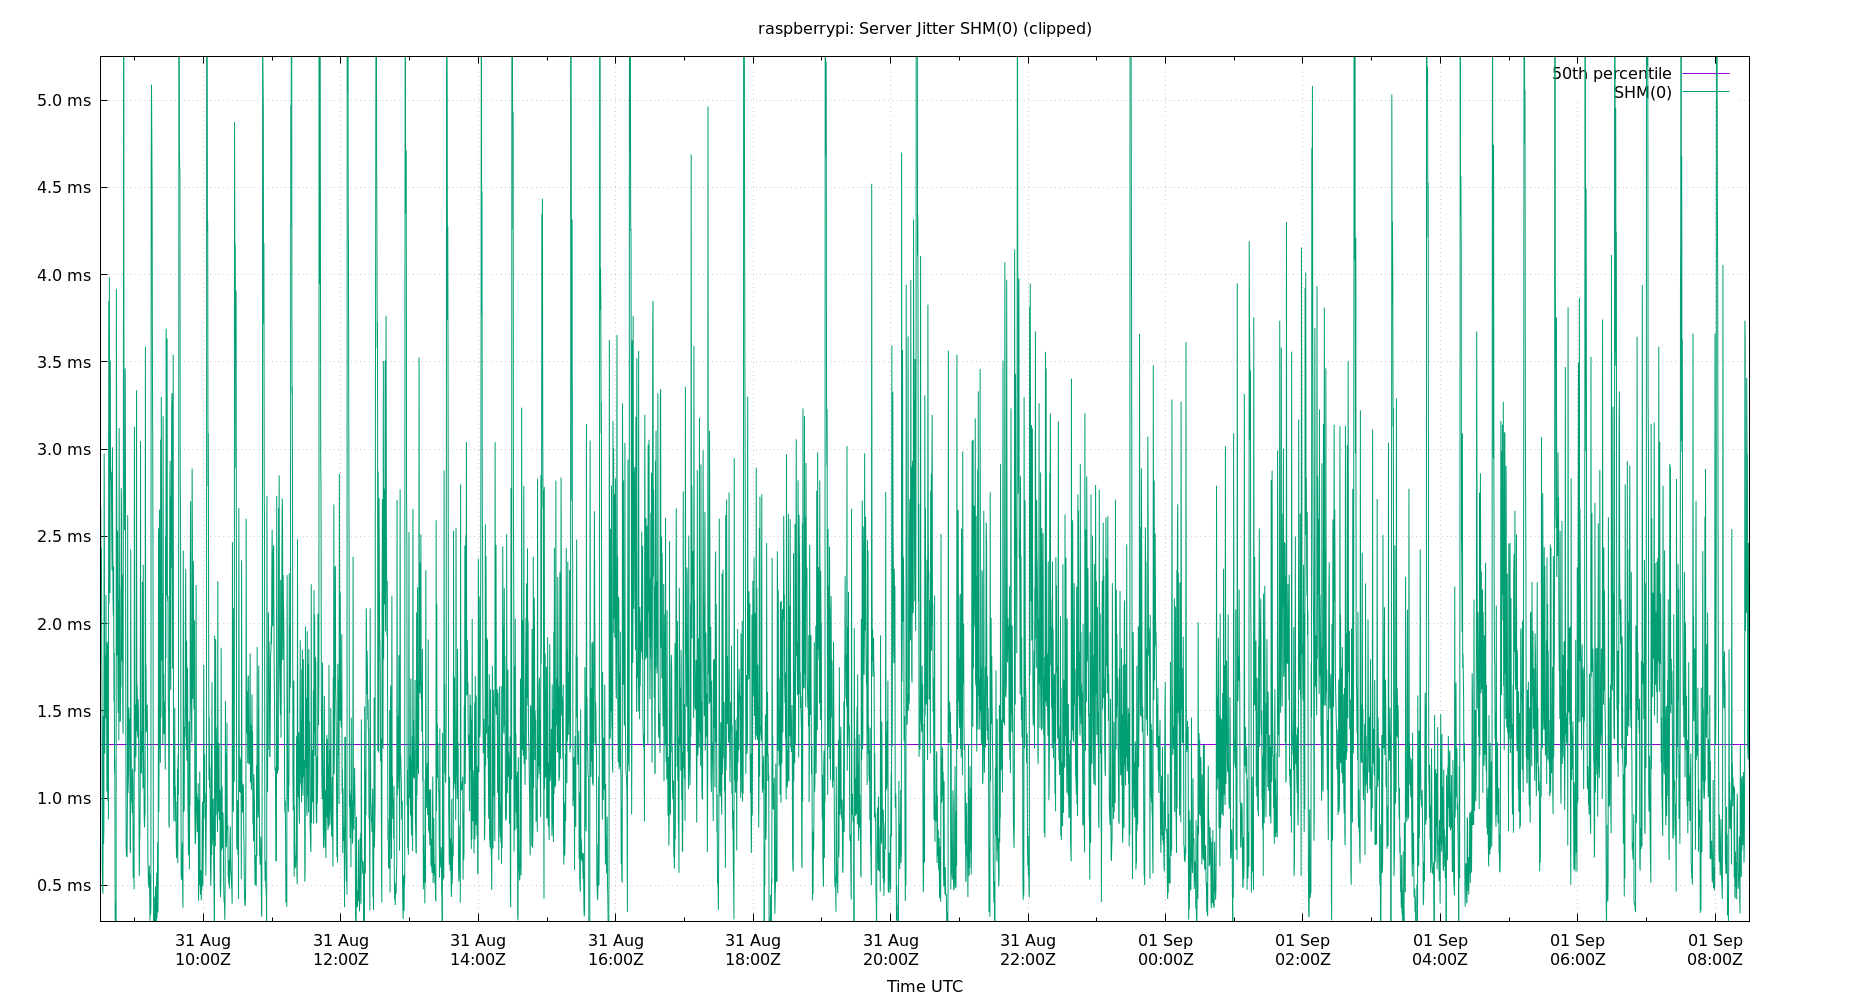 raspberrypi: Server Jitter SHM(0) (clipped)
50th percentile
SHM(0)
5.0 ms
4.5 ms
4.0 ms
3.5 ms
3.0 ms
2.5 ms
2.0 ms
1.5 ms
1.0 ms
0.5 ms
31 Aug 31 Aug 31 Aug 31 Aug 31 Aug 31 Aug 31 Aug 01 Sep 01 Sep 01 Sep 01 Sep 01 Sep
10:00Z 12:00Z 14:00Z 16:00Z 18:00Z 20:00Z 22:00Z 00:00Z 02:00Z 04:00Z 06:00Z 08:00Z
Time UTC